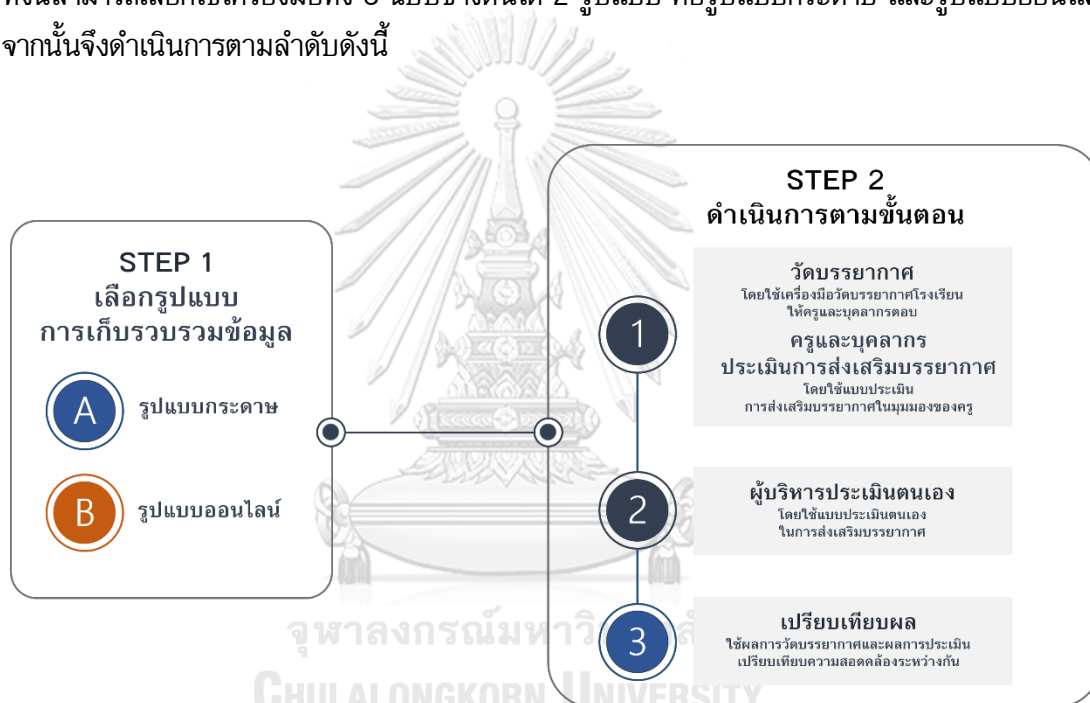 จากนั้นจึงดำเนินการตามลำดับดังนี้
STEP 1
เลือกรูปแบบ
การเก็บรวบรวมข้อมูล
A รูปแบบกระดาษ
B รูปแบบออนไลน์
STEP 2
ดำเนินการตามขั้นตอน
1
วัดบรรยากาศ
โดยใช้เครื่องมือวัดบรรยากาศโรงเรียน
ให้ครูและบุคลากรตอบ
ครูและบุคลากร
ประเมินการส่งเสริมบรรยากาศ
โดยใช้แบบประเมิน
การส่งเสริมบรรยากาศในมุมมองของครู
2
ผู้บริหารประเมินตนเอง
โดยใช้แบบประเมินตนเอง
ในการส่งเสริมบรรยากาศ
3
เปรียบเทียบผล
ใช้ผลการวัดบรรยากาศและผลการประเมิน
เปรียบเทียบความสอดคล้องระหว่างกัน
CHULALONGKORN UNIVERSITY